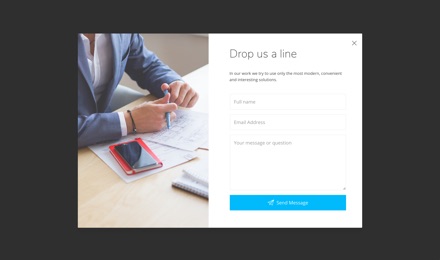 Drop us a line
In our work we try to use only the most modern, convenient
and interesting solutions.
Full name
Email Address
Your message or question
Send Message